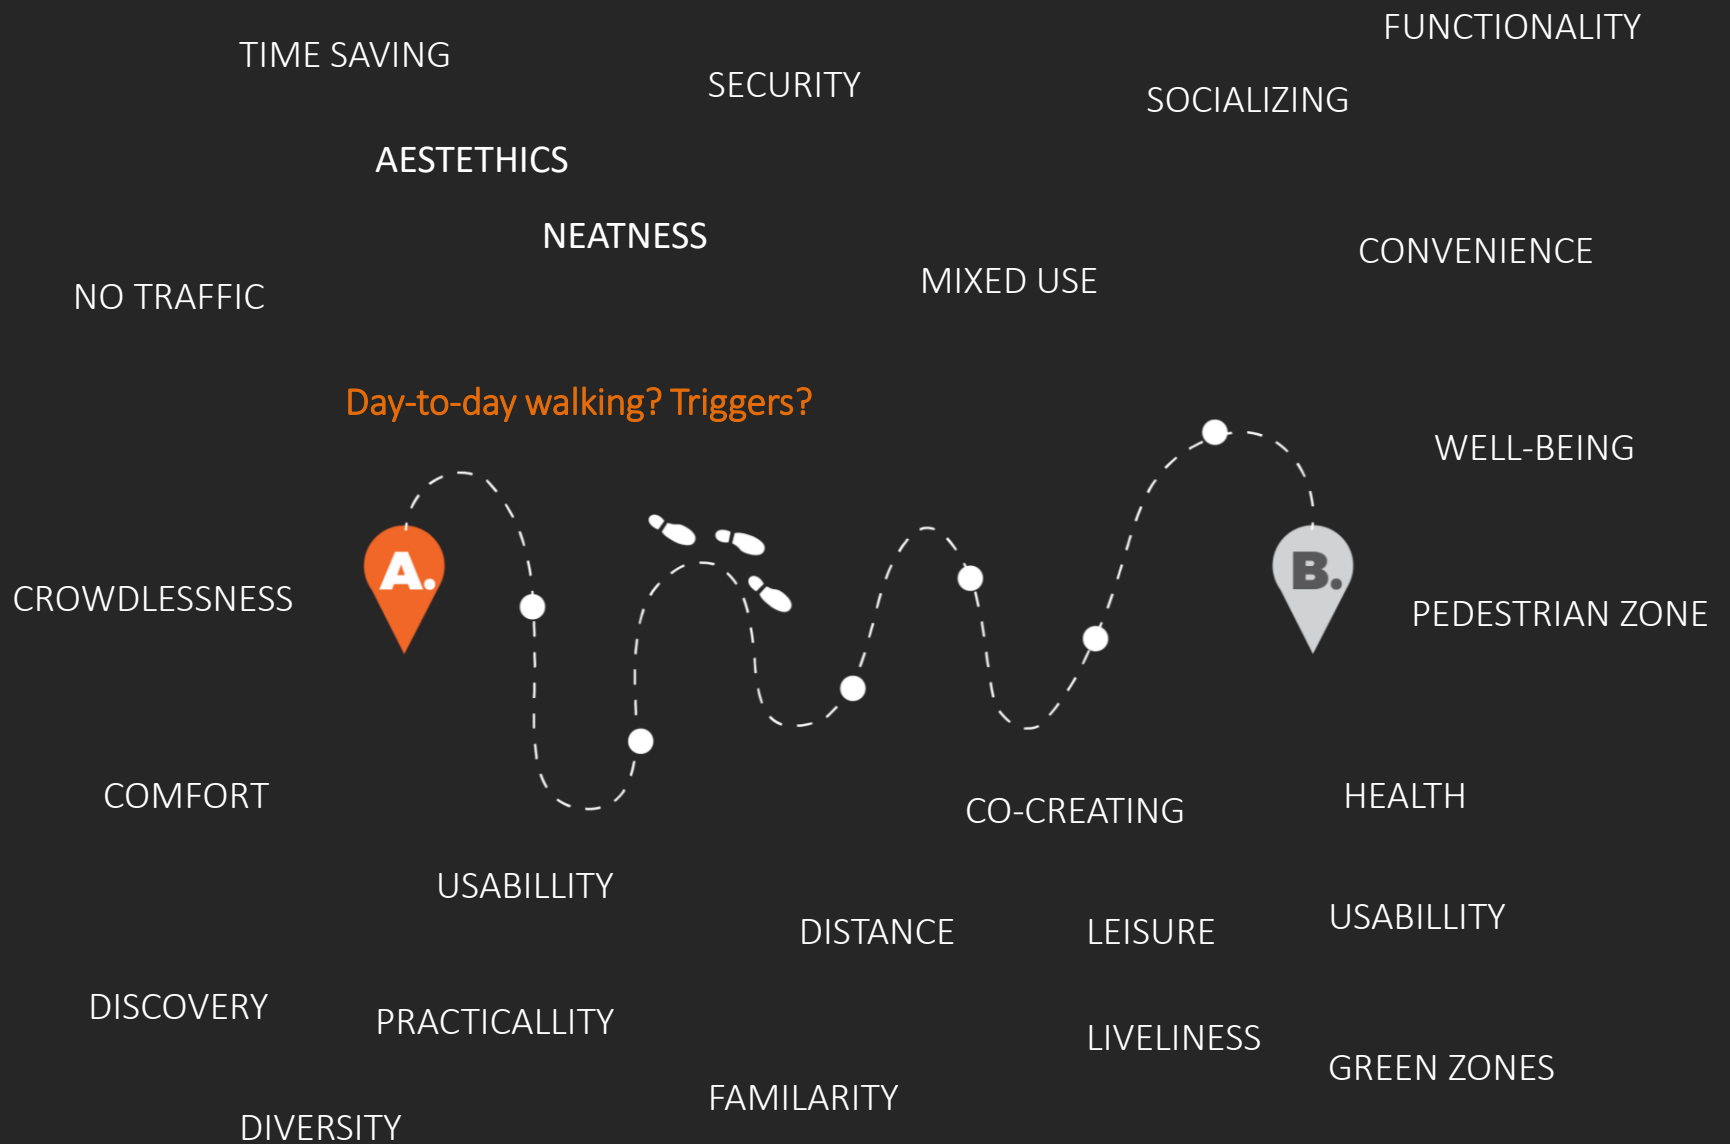 FUNCTIONALITY
TIME SAVING
SECURITY
SOCIALIZING
AESTETHICS
NEATNESS
CONVENIENCE
MIXED USE
NO TRAFFIC
Day-to-day walking? Triggers?
WELL-BEING
A.
B.
CROWDLESSNESS
PEDESTRIAN ZONE
COMFORT
CO-CREATING
HEALTH
USABILLITY
DISTANCE
LEISURE
USABILLITY
DISCOVERY
PRACTICALLITY
LIVELINESS
GREEN ZONES
FAMILARITY
DIVERSITY